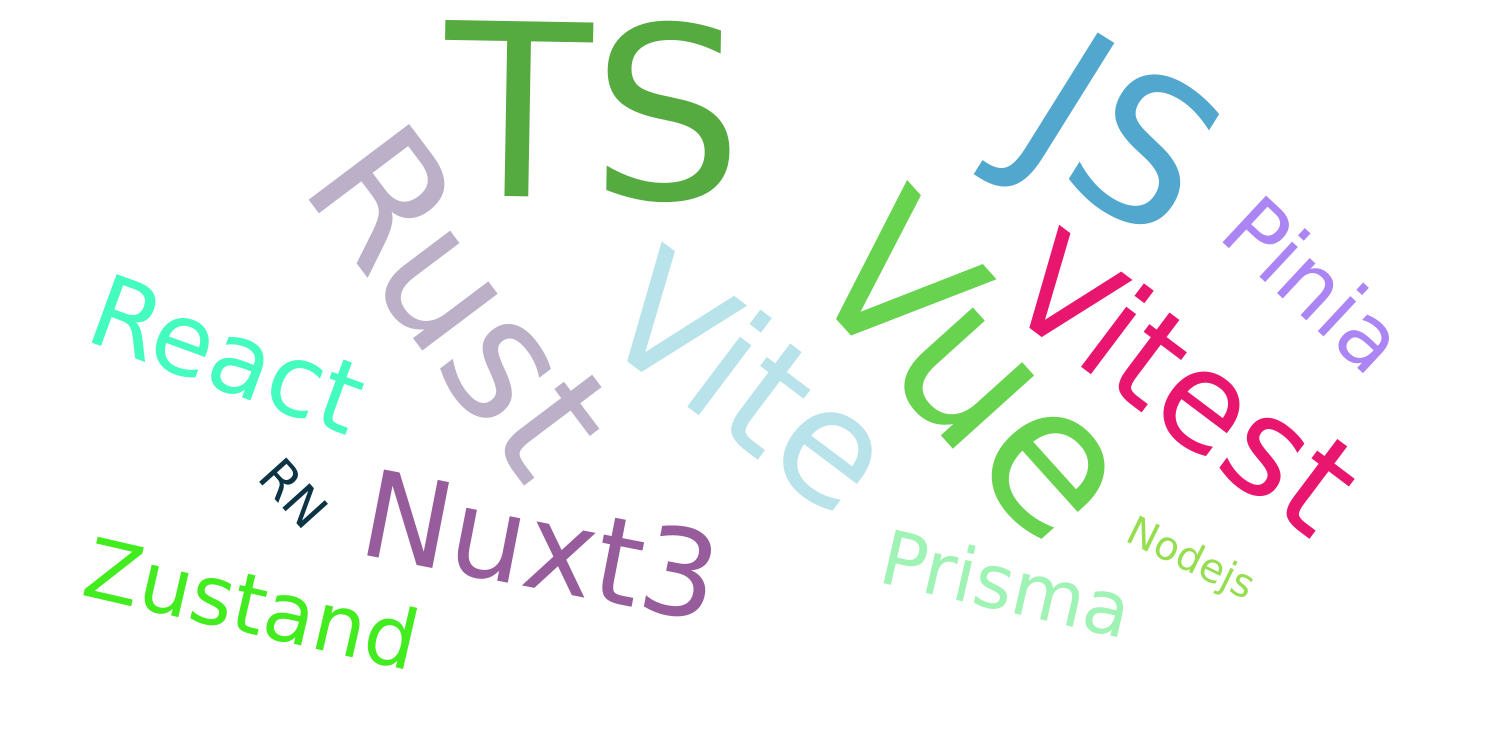 TS
JS
Rust
Pinia
Vue
Vitest
Vite
React
RN
Nuxt3
Prisma
Nodejs
Zustand